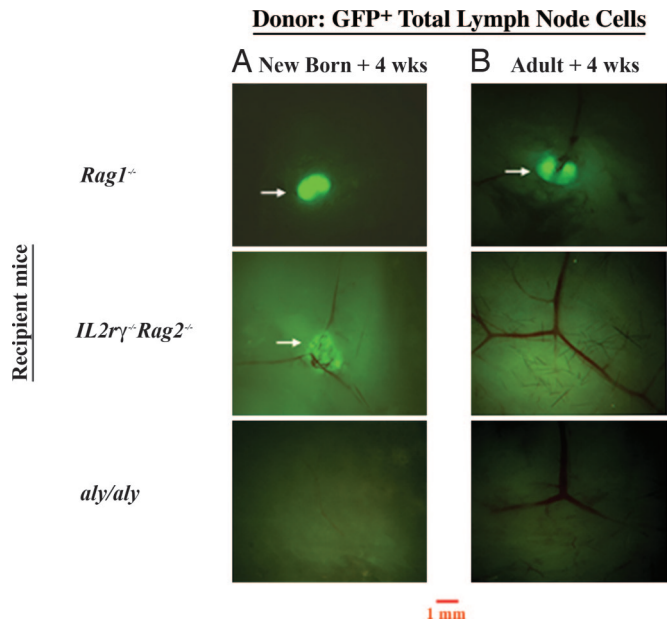 Donor: GFP+ Total Lymph Node Cells
A New Born + 4 wks
B Adult + 4 wks
Recipient mice
Rag1-/-
IL2rγ-/-Rag2-/-
aly/aly
1 mm